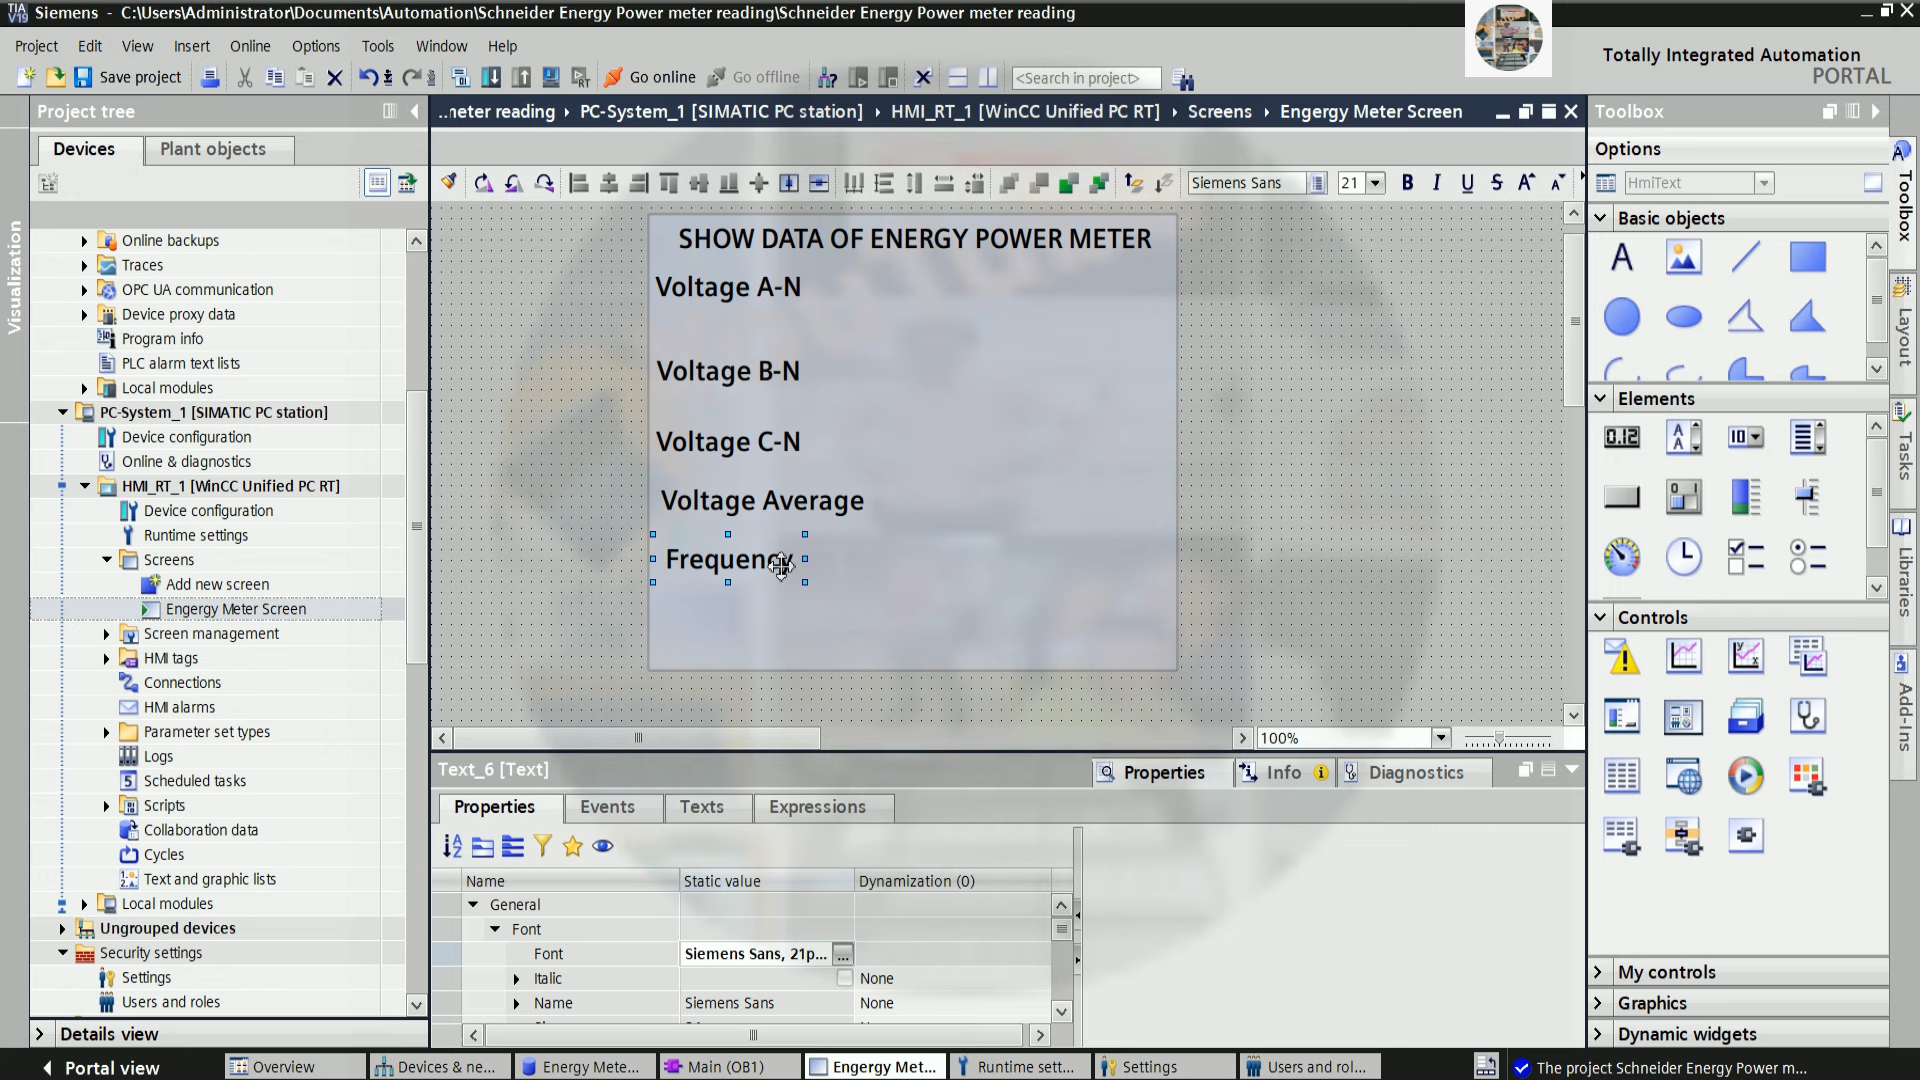 TIA V19 Siemens - C:\Users\Administrator\Documents\Automation\Schneider Energy Power meter reading\Schneider Energy Power meter reading
Project Edit View Insert Online Options Tools Window Help
Totally Integrated Automation
PORTAL
Save project Go online Go offline <Search in project>
Project tree
...neter reading PC-System_1 [SIMATIC PC station] HMI_RT_1 [WinCC Unified PC RT] Screens Engergy Meter Screen
Toolbox
Devices Plant objects
Options
Siemens Sans 21 B I U S A A
HmiText
Visualization
Online backups
Traces
OPC UA communication
Device proxy data
Program info
PLC alarm text lists
Local modules
PC-System_1 [SIMATIC PC station]
Device configuration
Online & diagnostics
HMI_RT_1 [WinCC Unified PC RT]
Device configuration
Runtime settings
Screens
Add new screen
Engergy Meter Screen
Screen management
HMI tags
Connections
HMI alarms
Parameter set types
Logs
Scheduled tasks
Scripts
Collaboration data
Cycles
Text and graphic lists
Local modules
Ungrouped devices
Security settings
Settings
Users and roles
Details view
SHOW DATA OF ENERGY POWER METER
Voltage A-N
Voltage B-N
Voltage C-N
Voltage Average
Frequency
100%
Basic objects
A
Elements
0.12
10
0 1
Controls
My controls
Graphics
Dynamic widgets
Toolbox
Layout
Tasks
Libraries
Add-Ins
Text_6 [Text]
Properties Info Diagnostics
Properties Events Texts Expressions
Name Static value Dynamization (0)
General
Font
Font Siemens Sans, 21p... ...
Italic None
Name Siemens Sans None
Portal view Overview Devices & ne... Energy Mete... Main (OB1) Engergy Met... Runtime sett... Settings Users and rol... The project Schneider Energy Power m...